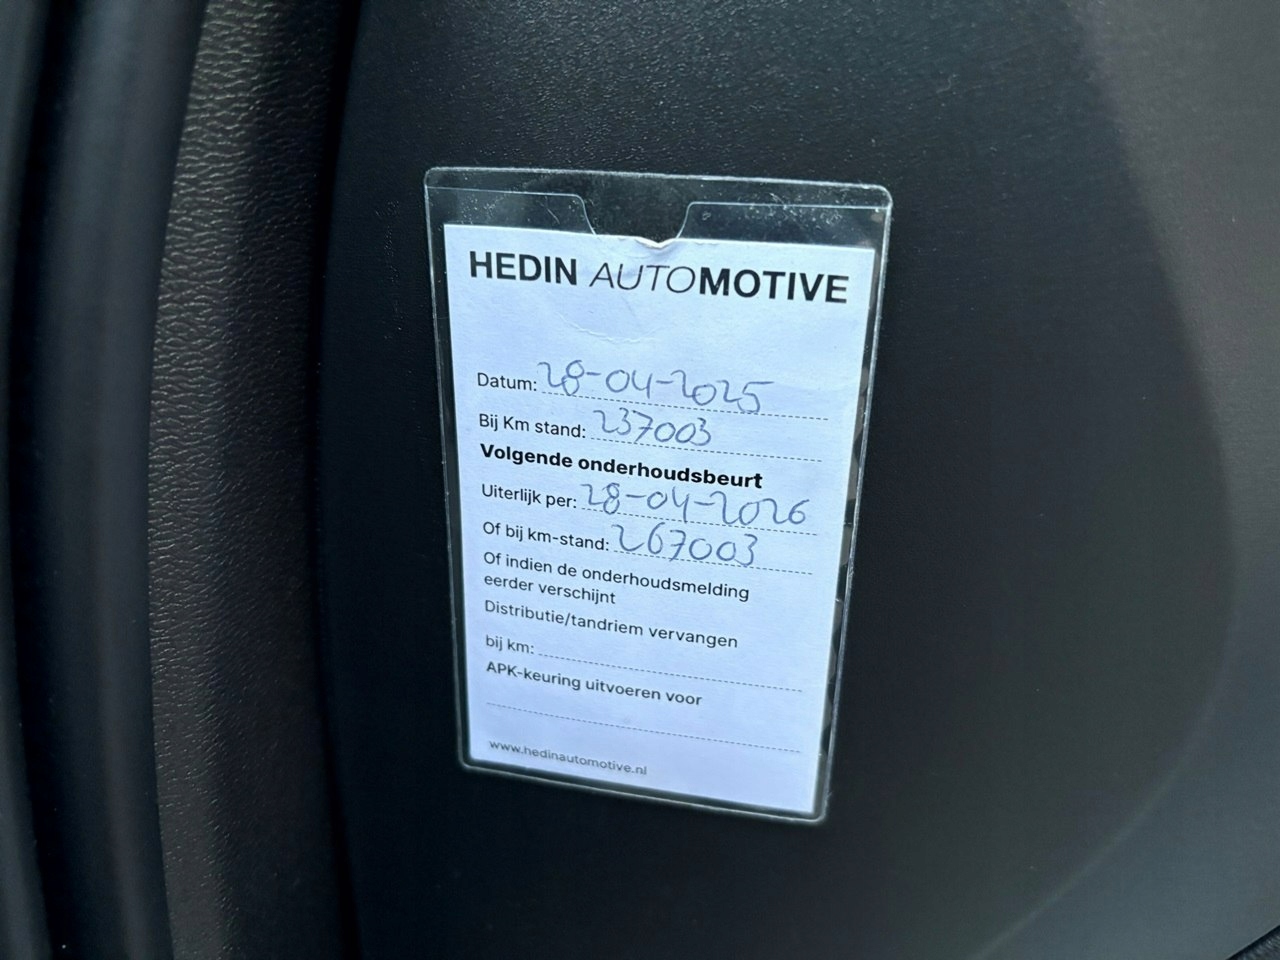 HEDIN AUTOMOTIVE
Datum: 28-04-2025
Bij Km stand: 237003
Volgende onderhoudsbeurt
Uiterlijk per: 28-04-2026
Of bij km-stand: 267003
Of indien de onderhoudsmelding
eerder verschijnt
Distributie/tandriem vervangen
bij km:
APK-keuring uitvoeren voor
www.hedinautomotive.nl